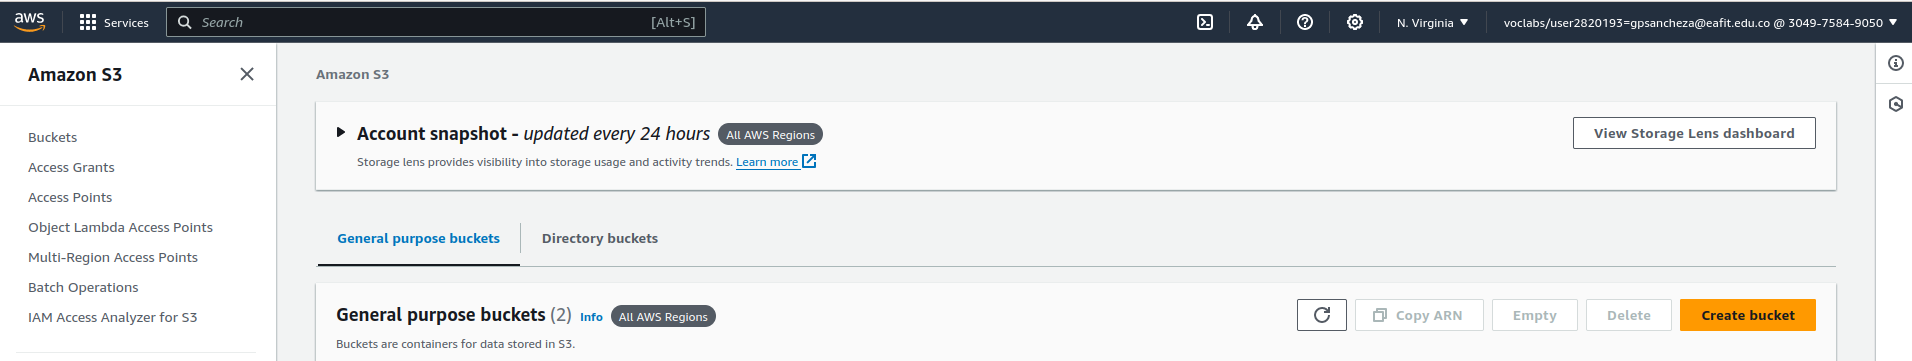 aws
Services
Search [Alt+S]
N. Virginia
voclabs/user2820193=gpsancheza@eafit.edu.co @ 3049-7584-9050
Amazon S3
Buckets
Access Grants
Access Points
Object Lambda Access Points
Multi-Region Access Points
Batch Operations
IAM Access Analyzer for S3
Amazon S3
Account snapshot - updated every 24 hours All AWS Regions
Storage lens provides visibility into storage usage and activity trends. Learn more
View Storage Lens dashboard
General purpose buckets
Directory buckets
General purpose buckets (2) Info All AWS Regions
Buckets are containers for data stored in S3.
Copy ARN
Empty
Delete
Create bucket